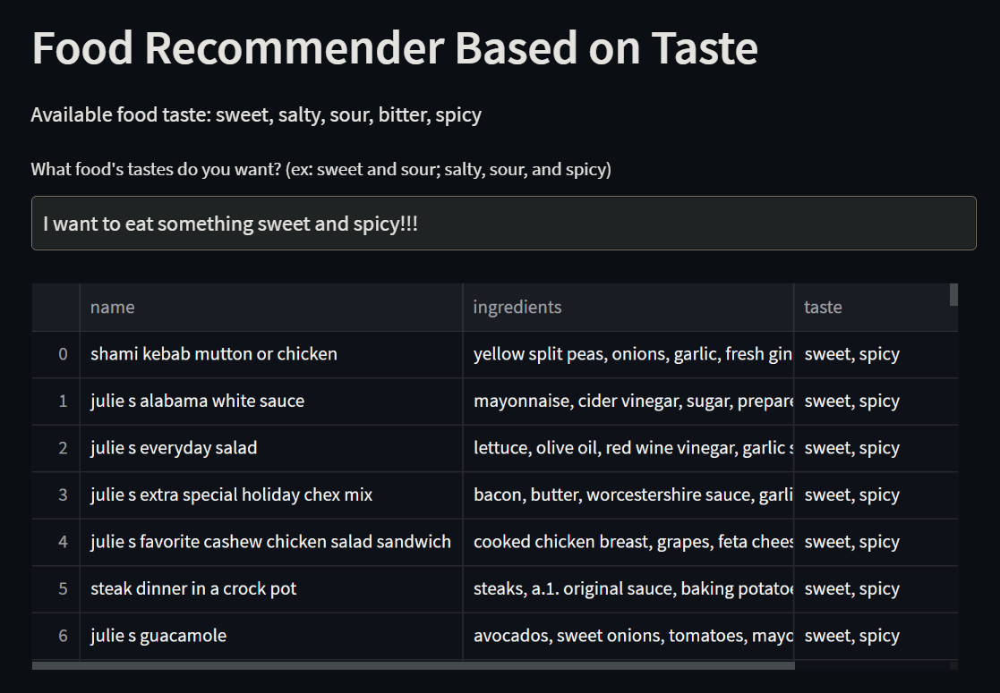 Food Recommender Based on Taste
Available food taste: sweet, salty, sour, bitter, spicy
What food's tastes do you want? (ex: sweet and sour; salty, sour, and spicy)
I want to eat something sweet and spicy!!!
name ingredients taste
0 shami kebab mutton or chicken yellow split peas, onions, garlic, fresh gin sweet, spicy
1 julie s alabama white sauce mayonnaise, cider vinegar, sugar, prepare sweet, spicy
2 julie s everyday salad lettuce, olive oil, red wine vinegar, garlic s sweet, spicy
3 julie s extra special holiday chex mix bacon, butter, worcestershire sauce, garli sweet, spicy
4 julie s favorite cashew chicken salad sandwich cooked chicken breast, grapes, feta chees sweet, spicy
5 steak dinner in a crock pot steaks, a.1. original sauce, baking potatoe sweet, spicy
6 julie s guacamole avocados, sweet onions, tomatoes, mayo sweet, spicy